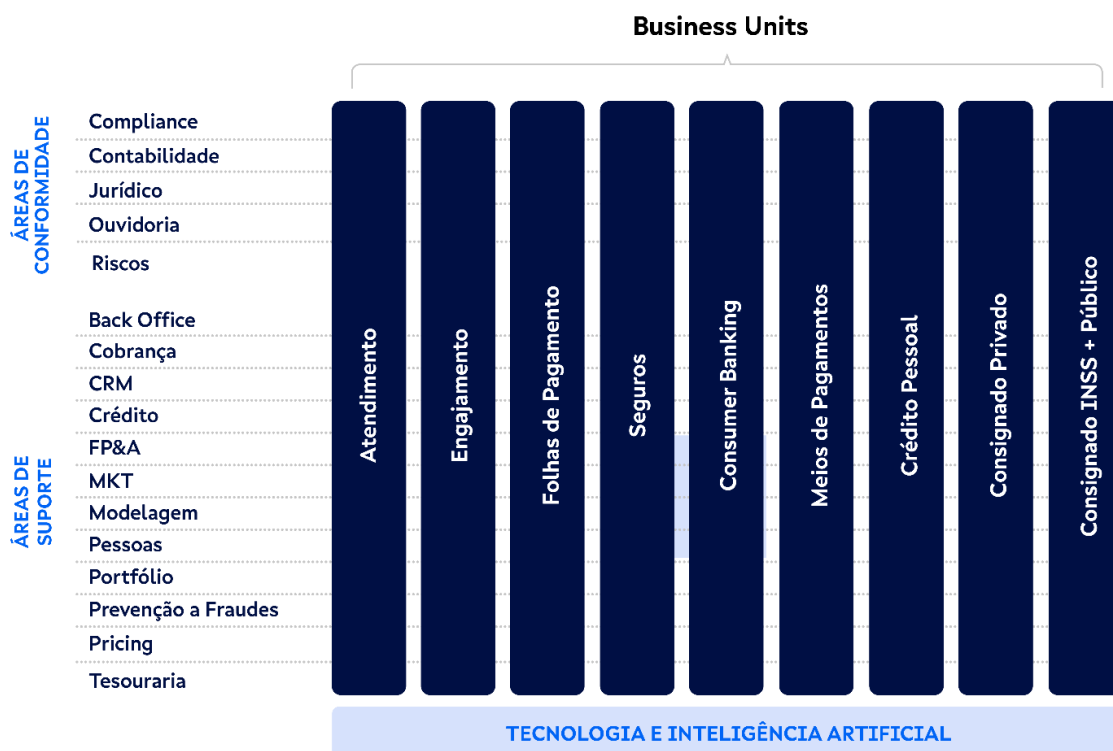 Business Units
ÁREAS DE
CONFORMIDADE
Compliance
Contabilidade
Jurídico
Ouvidoria
Riscos
ÁREAS DE
SUPORTE
Back Office
Cobrança
CRM
Crédito
FP&A
MKT
Modelagem
Pessoas
Portfólio
Prevenção a Fraudes
Pricing
Tesouraria
Atendimento
Engajamento
Folhas de Pagamento
Seguros
Consumer Banking
Meios de Pagamentos
Crédito Pessoal
Consignado Privado
Consignado INSS + Público
TECNOLOGIA E INTELIGÊNCIA ARTIFICIAL